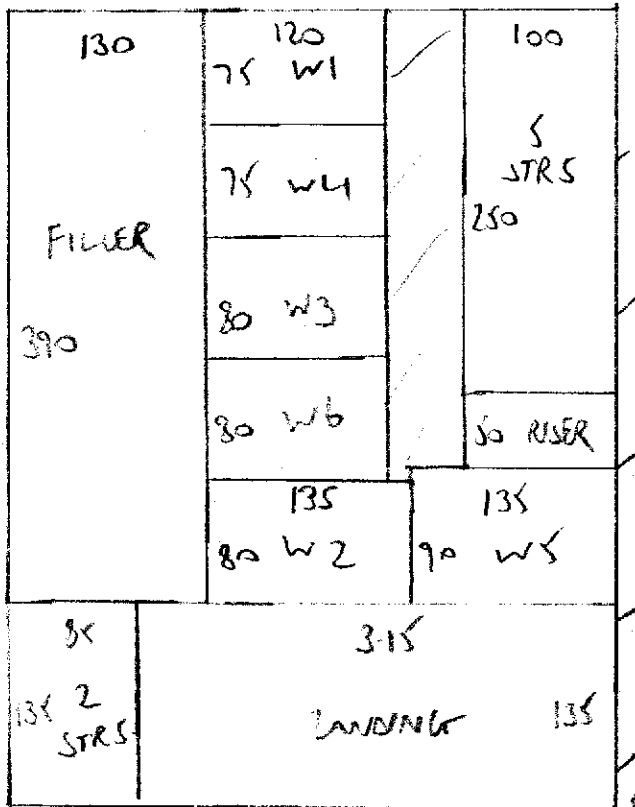 130
120
100
75 W1
5
STRS
75 W4
250
FILLER
80 W3
390
80 W6
50 RISER
135
135
80 W2
90 W5
85
3.15
135 2
STRS
LANDING
135